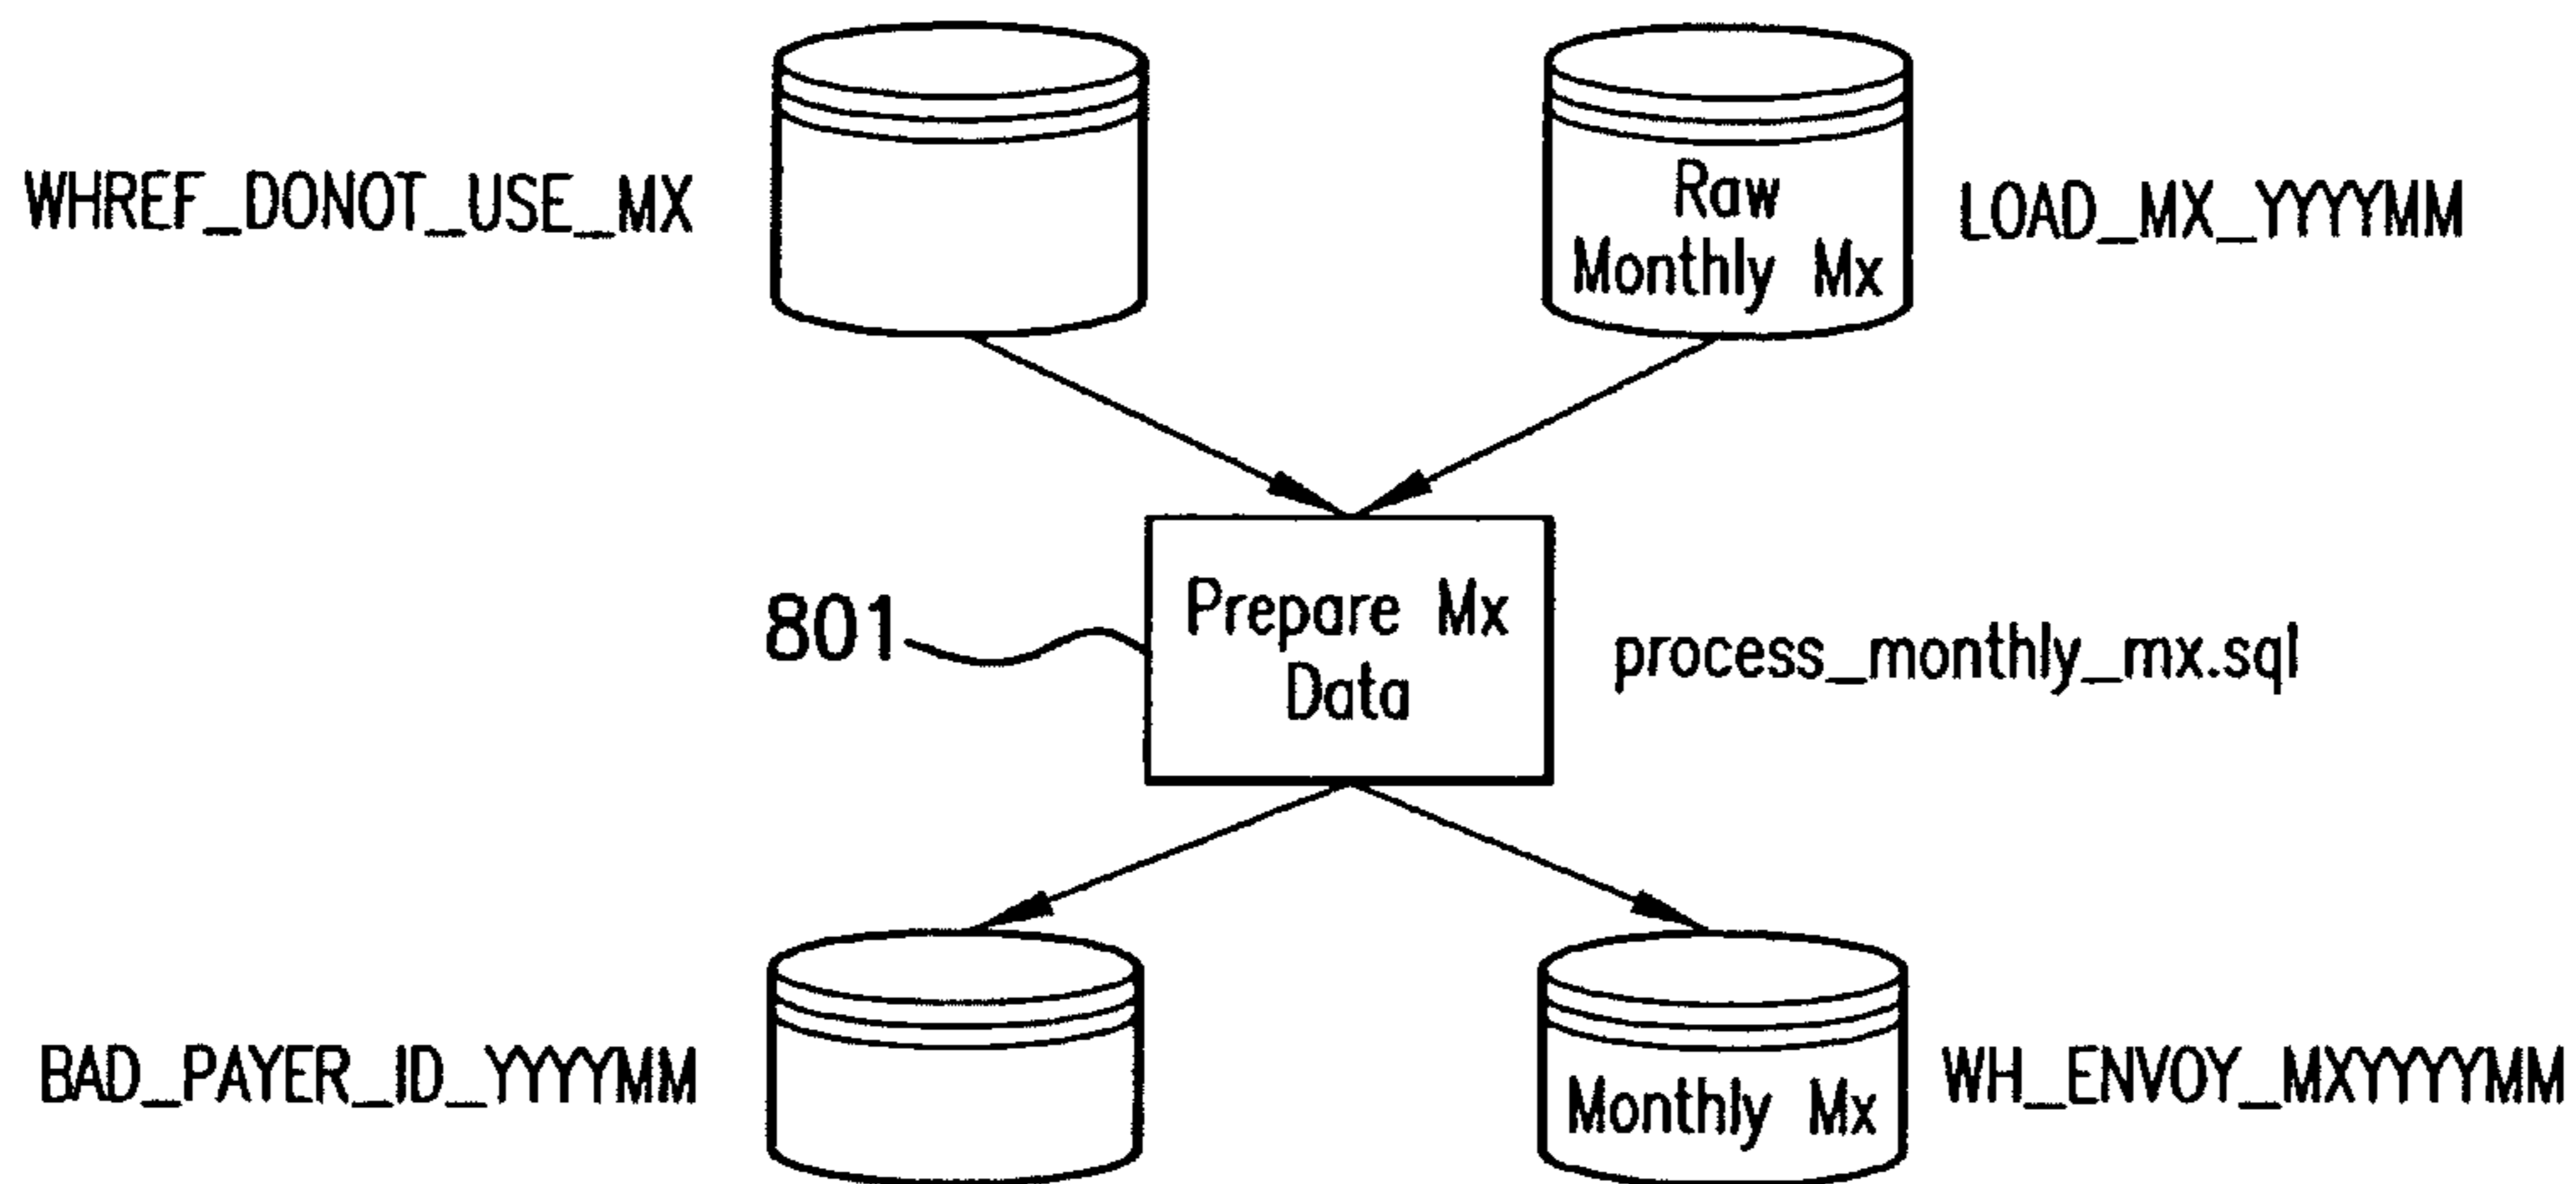 WHREF_DONOT_USE_MX
Raw
Monthly Mx
LOAD_MX_YYYYMM
801
Prepare Mx
Data
process_monthly_mx.sql
BAD_PAYER_ID_YYYYMM
Monthly Mx
WH_ENVOY_MXYYYYMM